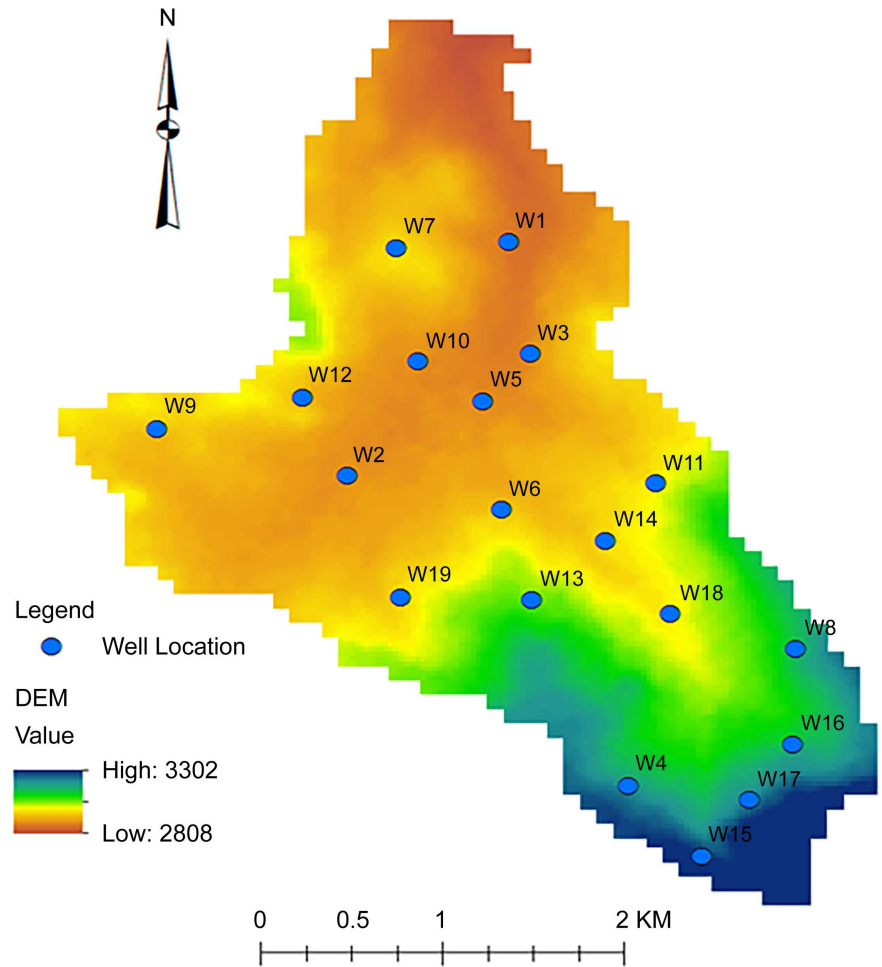 N
W7
W1
W10
W3
W12
W5
W9
W2
W11
W6
W14
W19
W13
W18
W8
W16
W4
W17
W15
Legend
Well Location
DEM
Value
High: 3302
Low: 2808
0 0.5 1 2 KM